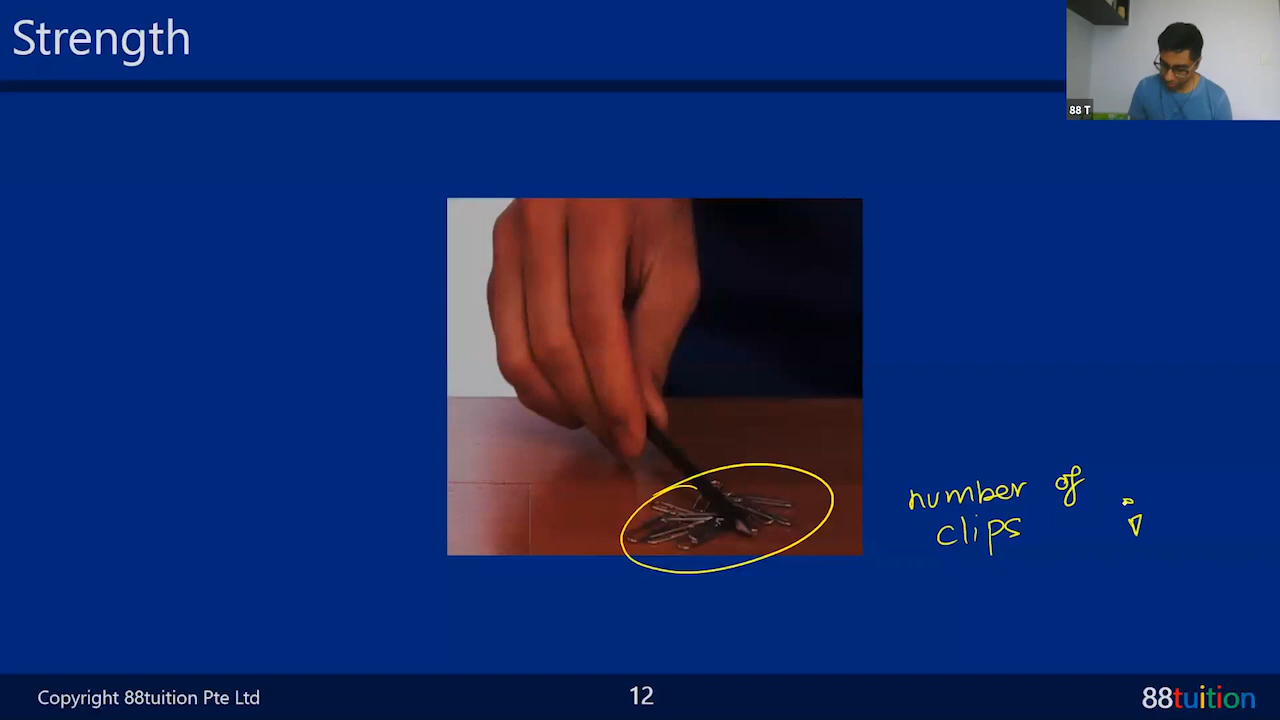 Strength
88 T
number of
clips
Copyright 88tuition Pte Ltd
12
88tuition